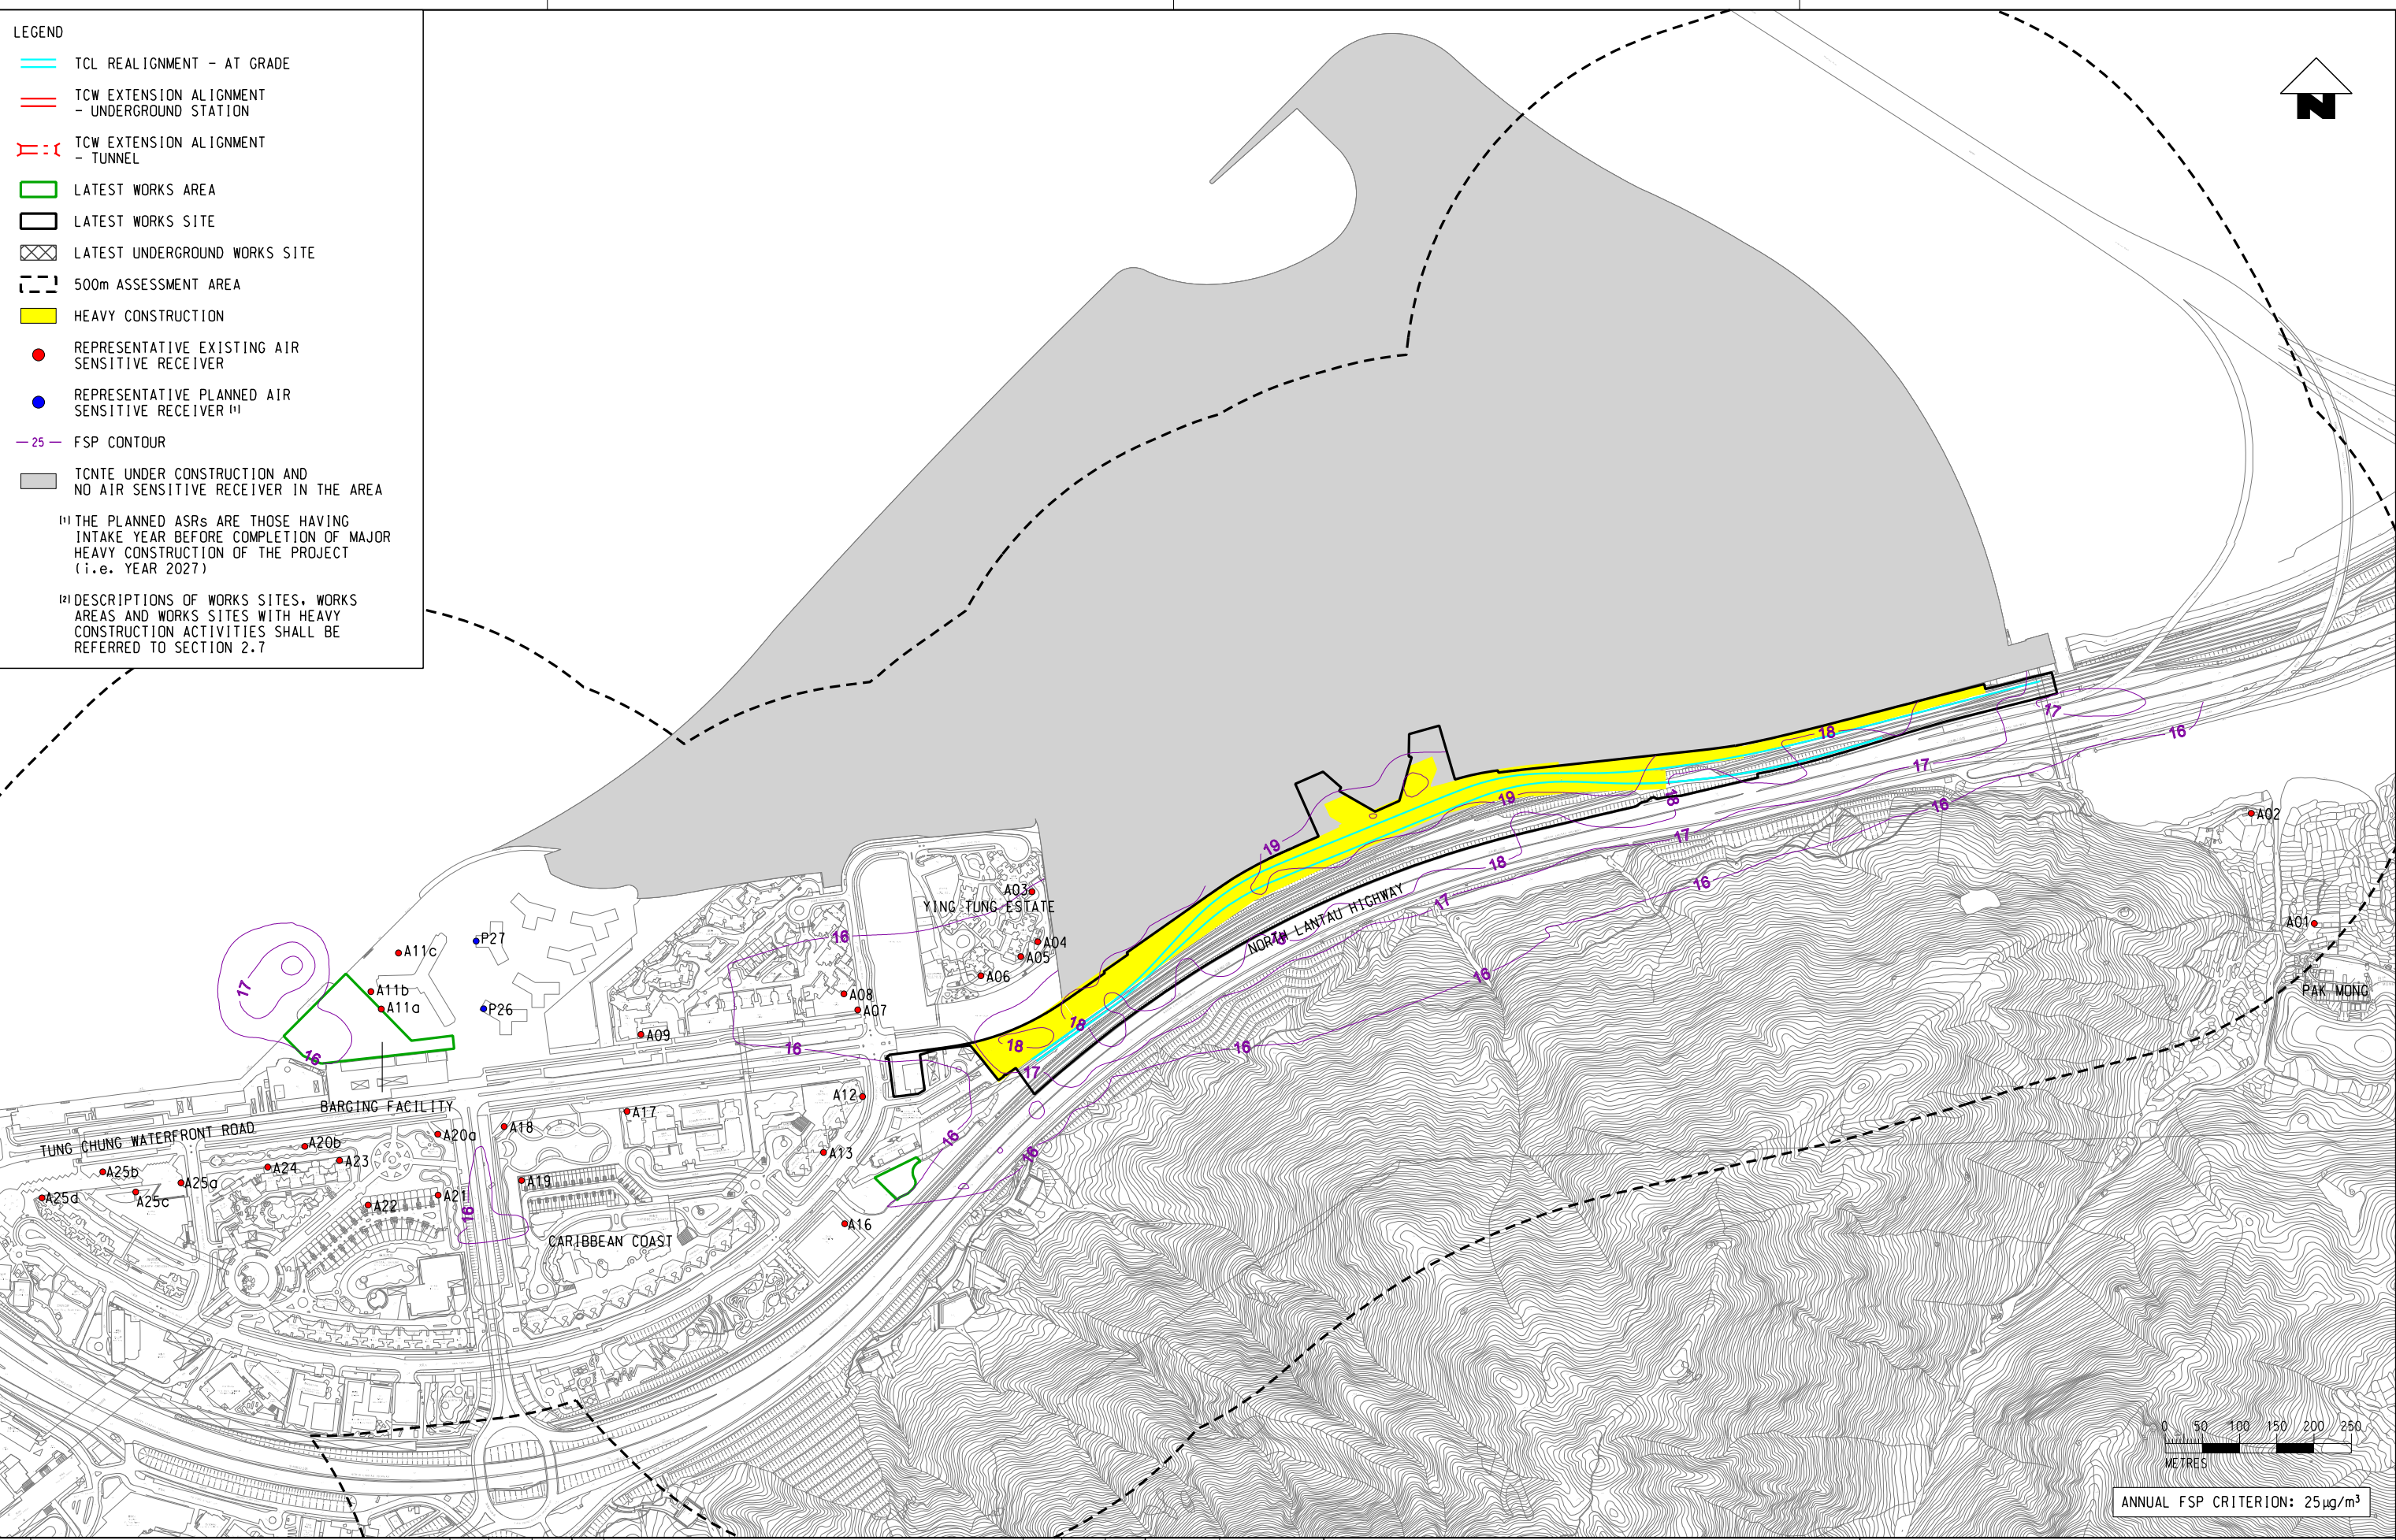 LEGEND
TCL REALIGNMENT - AT GRADE
TCW EXTENSION ALIGNMENT
- UNDERGROUND STATION
TCW EXTENSION ALIGNMENT
- TUNNEL
LATEST WORKS AREA
LATEST WORKS SITE
LATEST UNDERGROUND WORKS SITE
500m ASSESSMENT AREA
HEAVY CONSTRUCTION
REPRESENTATIVE EXISTING AIR
SENSITIVE RECEIVER
REPRESENTATIVE PLANNED AIR
SENSITIVE RECEIVER [1]
25 FSP CONTOUR
TCNTE UNDER CONSTRUCTION AND
NO AIR SENSITIVE RECEIVER IN THE AREA
[1] THE PLANNED ASRs ARE THOSE HAVING
INTAKE YEAR BEFORE COMPLETION OF MAJOR
HEAVY CONSTRUCTION OF THE PROJECT
(i.e. YEAR 2027)
[2] DESCRIPTIONS OF WORKS SITES, WORKS
AREAS AND WORKS SITES WITH HEAVY
CONSTRUCTION ACTIVITIES SHALL BE
REFERRED TO SECTION 2.7
N
17
16
18
17
16
19
18
A02
19
17
18
16
A03
YING TUNG ESTATE
NORTH LANTAU HIGHWAY
17
A01
16
P27
A04
A11c
A05
A06
16
PAK MONG
17
A11b
A08
A11a
P26
A07
18
A09
18
16
16
16
17
A12
BARGING FACILITY
A17
TUNG CHUNG WATERFRONT ROAD
A18
A20a
A20b
16
A13
16
A23
A24
A25b
A19
A25a
A25d
A25c
A21
A22
16
A16
CARIBBEAN COAST
0 50 100 150 200 250
METRES
ANNUAL FSP CRITERION: 25µg/m³